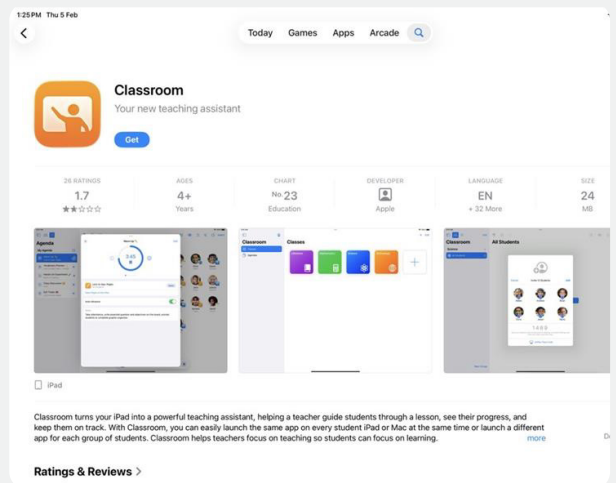 1:25 PM Thu 5 Feb
Today Games Apps Arcade
Classroom
Your new teaching assistant
Get
26 RATINGS
1.7
AGES
4+
Years
CHART
No. 23
Education
DEVELOPER
Apple
LANGUAGE
EN
+ 32 More
SIZE
24
MB
Agenda
3:45
Classroom
Classes
Classroom
All Students
1400
iPad
Classroom turns your iPad into a powerful teaching assistant, helping a teacher guide students through a lesson, see their progress, and
keep them on track. With Classroom, you can easily launch the same app on every student iPad or Mac at the same time or launch a different
app for each group of students. Classroom helps teachers focus on teaching so students can focus on learning.
more
Ratings & Reviews